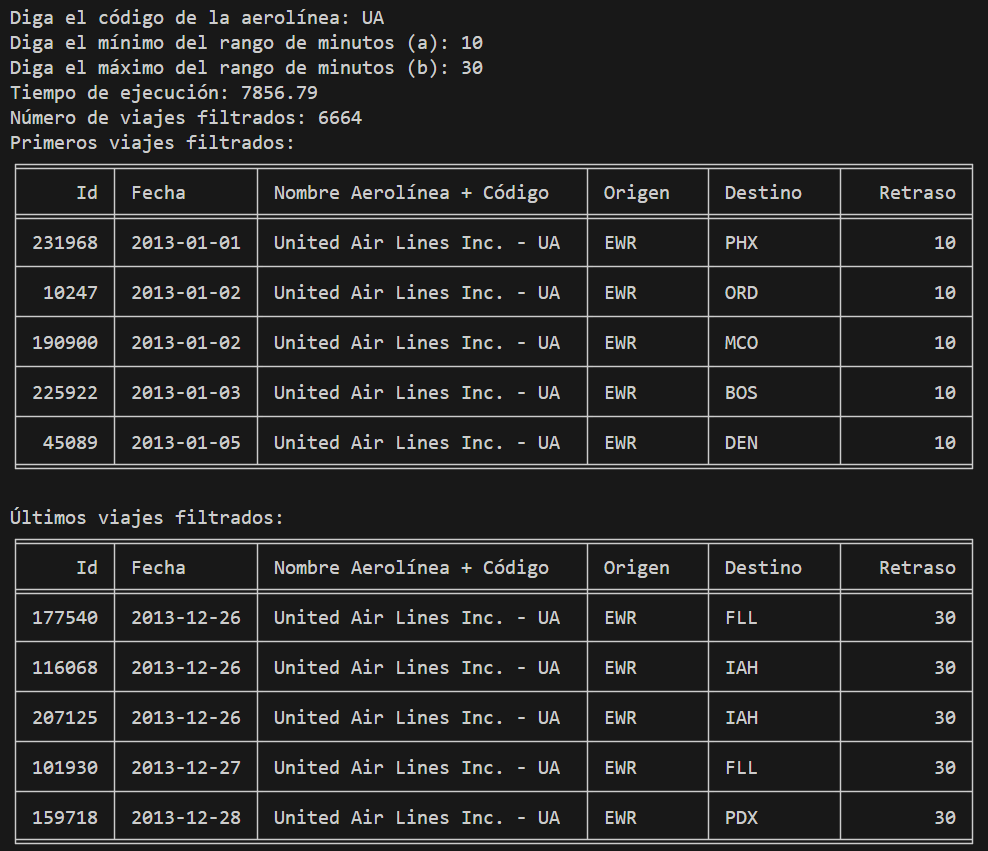 Diga el código de la aerolínea: UA
Diga el mínimo del rango de minutos (a): 10
Diga el máximo del rango de minutos (b): 30
Tiempo de ejecución: 7856.79
Número de viajes filtrados: 6664
Primeros viajes filtrados:
Id Fecha Nombre Aerolínea + Código Origen Destino Retraso
231968 2013-01-01 United Air Lines Inc. - UA EWR PHX 10
10247 2013-01-02 United Air Lines Inc. - UA EWR ORD 10
190900 2013-01-02 United Air Lines Inc. - UA EWR MCO 10
225922 2013-01-03 United Air Lines Inc. - UA EWR BOS 10
45089 2013-01-05 United Air Lines Inc. - UA EWR DEN 10
Últimos viajes filtrados:
Id Fecha Nombre Aerolínea + Código Origen Destino Retraso
177540 2013-12-26 United Air Lines Inc. - UA EWR FLL 30
116068 2013-12-26 United Air Lines Inc. - UA EWR IAH 30
207125 2013-12-26 United Air Lines Inc. - UA EWR IAH 30
101930 2013-12-27 United Air Lines Inc. - UA EWR FLL 30
159718 2013-12-28 United Air Lines Inc. - UA EWR PDX 30